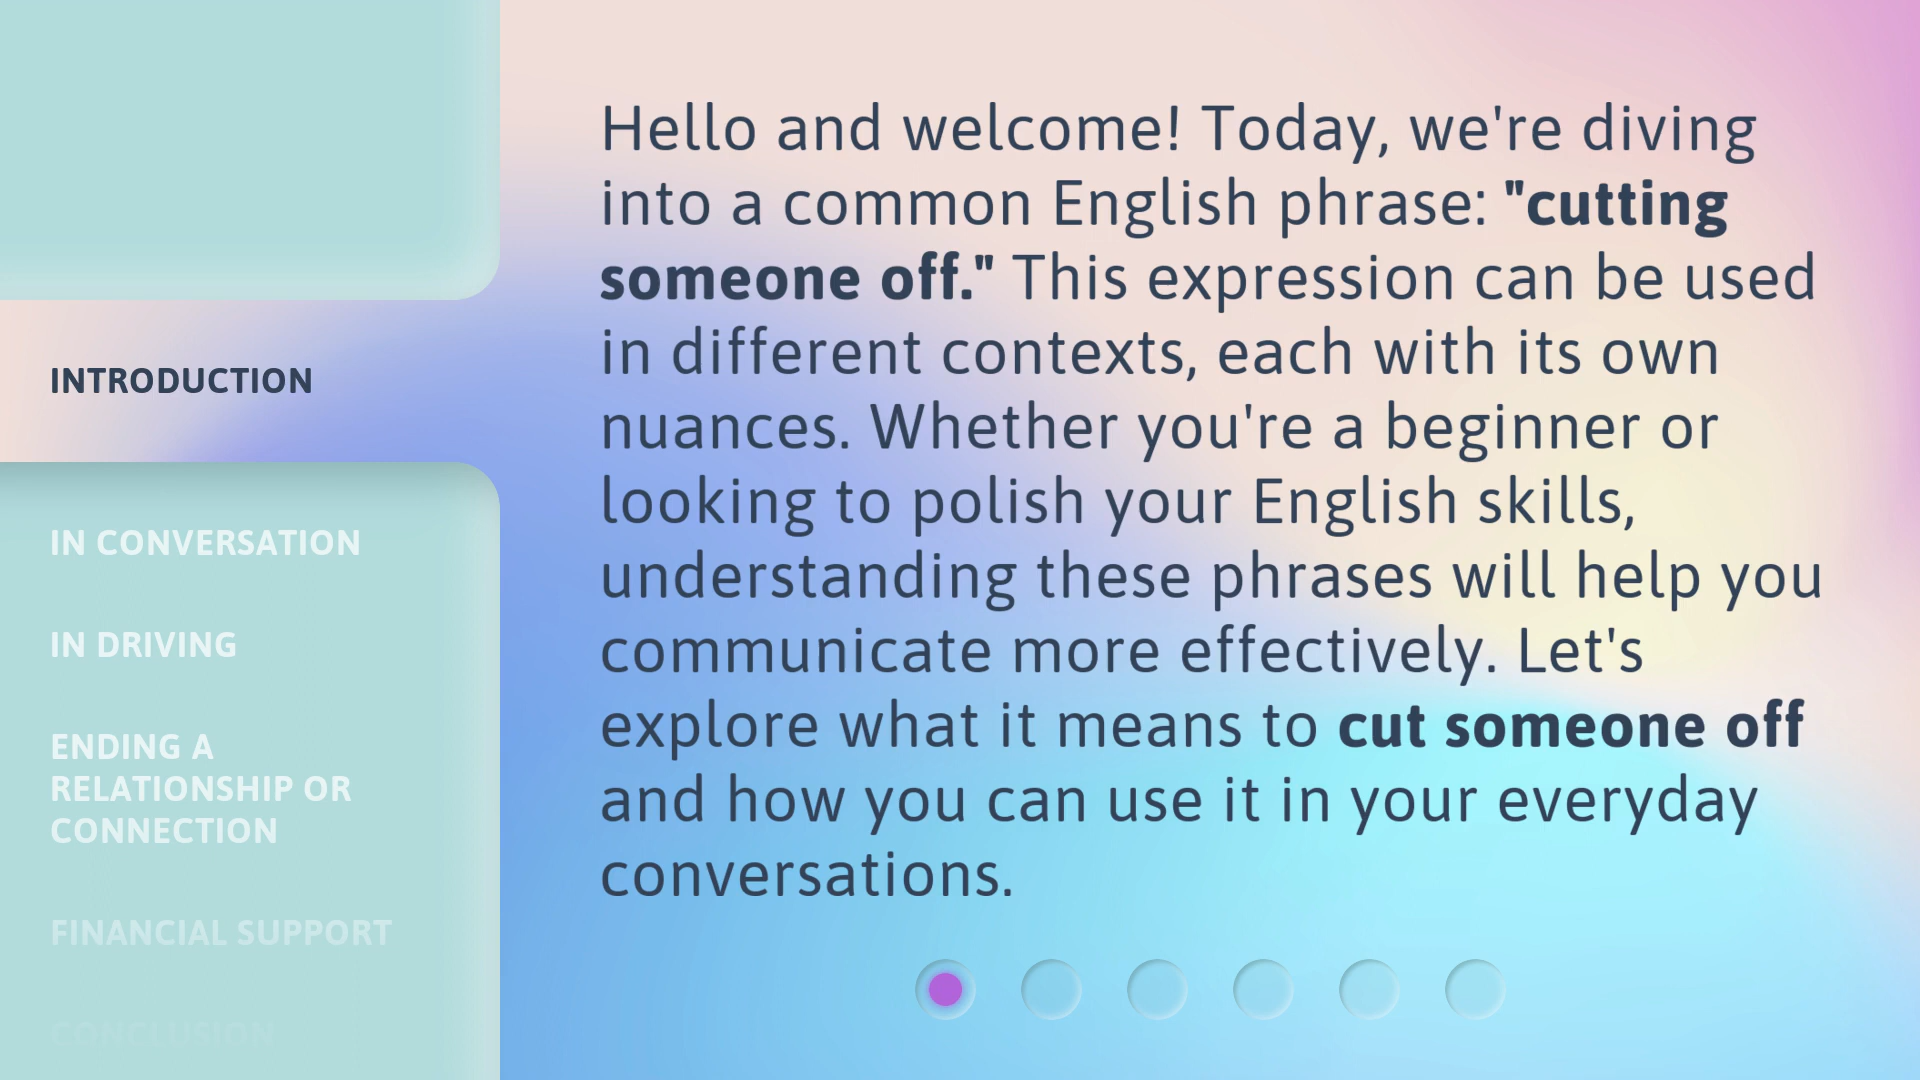 INTRODUCTION
IN CONVERSATION
IN DRIVING
ENDING A
RELATIONSHIP OR
CONNECTION
FINANCIAL SUPPORT
CONCLUSION
Hello and welcome! Today, we're diving
into a common English phrase: "cutting
someone off." This expression can be used
in different contexts, each with its own
nuances. Whether you're a beginner or
looking to polish your English skills,
understanding these phrases will help you
communicate more effectively. Let's
explore what it means to cut someone off
and how you can use it in your everyday
conversations.